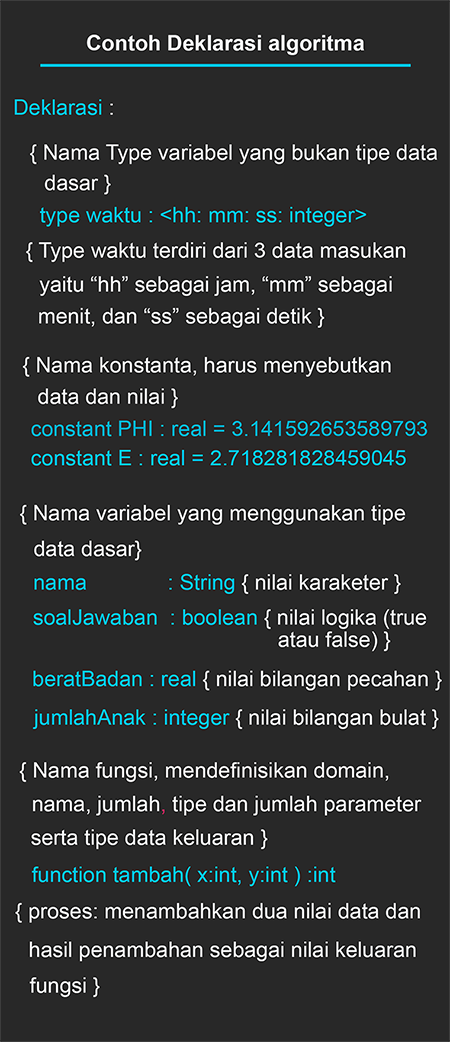 Contoh Deklarasi algoritma
Deklarasi :
{ Nama Type variabel yang bukan tipe data
dasar }
type waktu : <hh: mm: ss: integer>
{ Type waktu terdiri dari 3 data masukan
yaitu “hh” sebagai jam, “mm” sebagai
menit, dan “ss” sebagai detik }
{ Nama konstanta, harus menyebutkan
data dan nilai }
constant PHI : real = 3.141592653589793
constant E : real = 2.718281828459045
{ Nama variabel yang menggunakan tipe
data dasar}
nama : String { nilai karaketer }
soalJawaban : boolean { nilai logika (true
atau false) }
beratBadan : real { nilai bilangan pecahan }
jumlahAnak : integer { nilai bilangan bulat }
{ Nama fungsi, mendefinisikan domain,
nama, jumlah, tipe dan jumlah parameter
serta tipe data keluaran }
function tambah( x:int, y:int ) :int
{ proses: menambahkan dua nilai data dan
hasil penambahan sebagai nilai keluaran
fungsi }